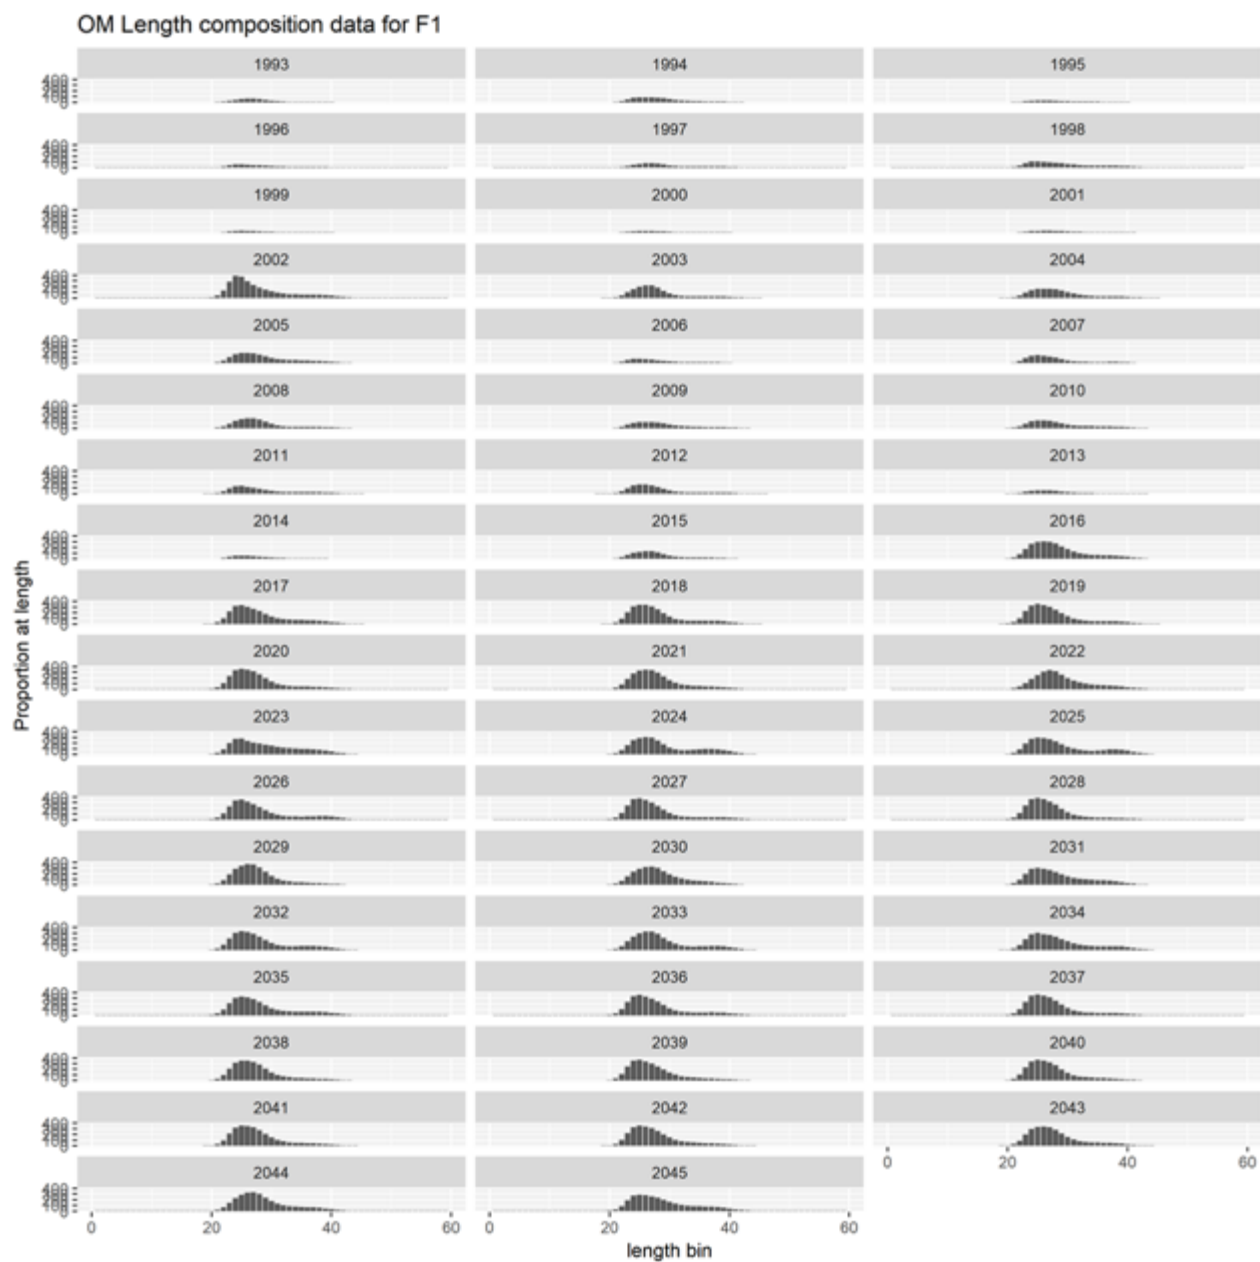 OM Length composition data for F1
1993 1994 1995
1996 1997 1998
1999 2000 2001
2002 2003 2004
2005 2006 2007
2008 2009 2010
2011 2012 2013
2014 2015 2016
2017 2018 2019
2020 2021 2022
2023 2024 2025
2026 2027 2028
2029 2030 2031
2032 2033 2034
2035 2036 2037
2038 2039 2040
2041 2042 2043
0 20 40 60
2044 2045
0 20 40 60 0 20 40 60
length bin
Proportion at length